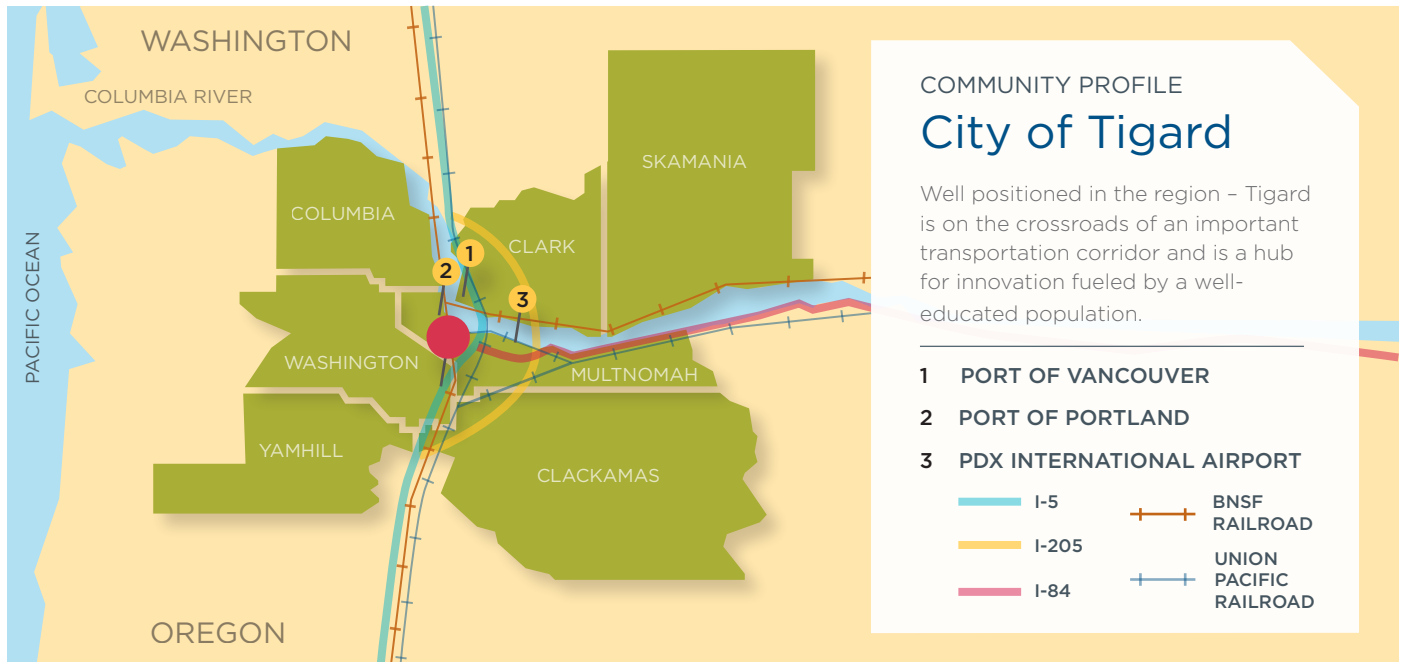 WASHINGTON
COLUMBIA RIVER
PACIFIC OCEAN
COLUMBIA
SKAMANIA
CLARK
1
2
3
WASHINGTON
MULTNOMAH
YAMHILL
CLACKAMAS
OREGON
COMMUNITY PROFILE
City of Tigard
Well positioned in the region – Tigard
is on the crossroads of an important
transportation corridor and is a hub
for innovation fueled by a well-
educated population.
1 PORT OF VANCOUVER
2 PORT OF PORTLAND
3 PDX INTERNATIONAL AIRPORT
I-5
I-205
I-84
BNSF
RAILROAD
UNION
PACIFIC
RAILROAD